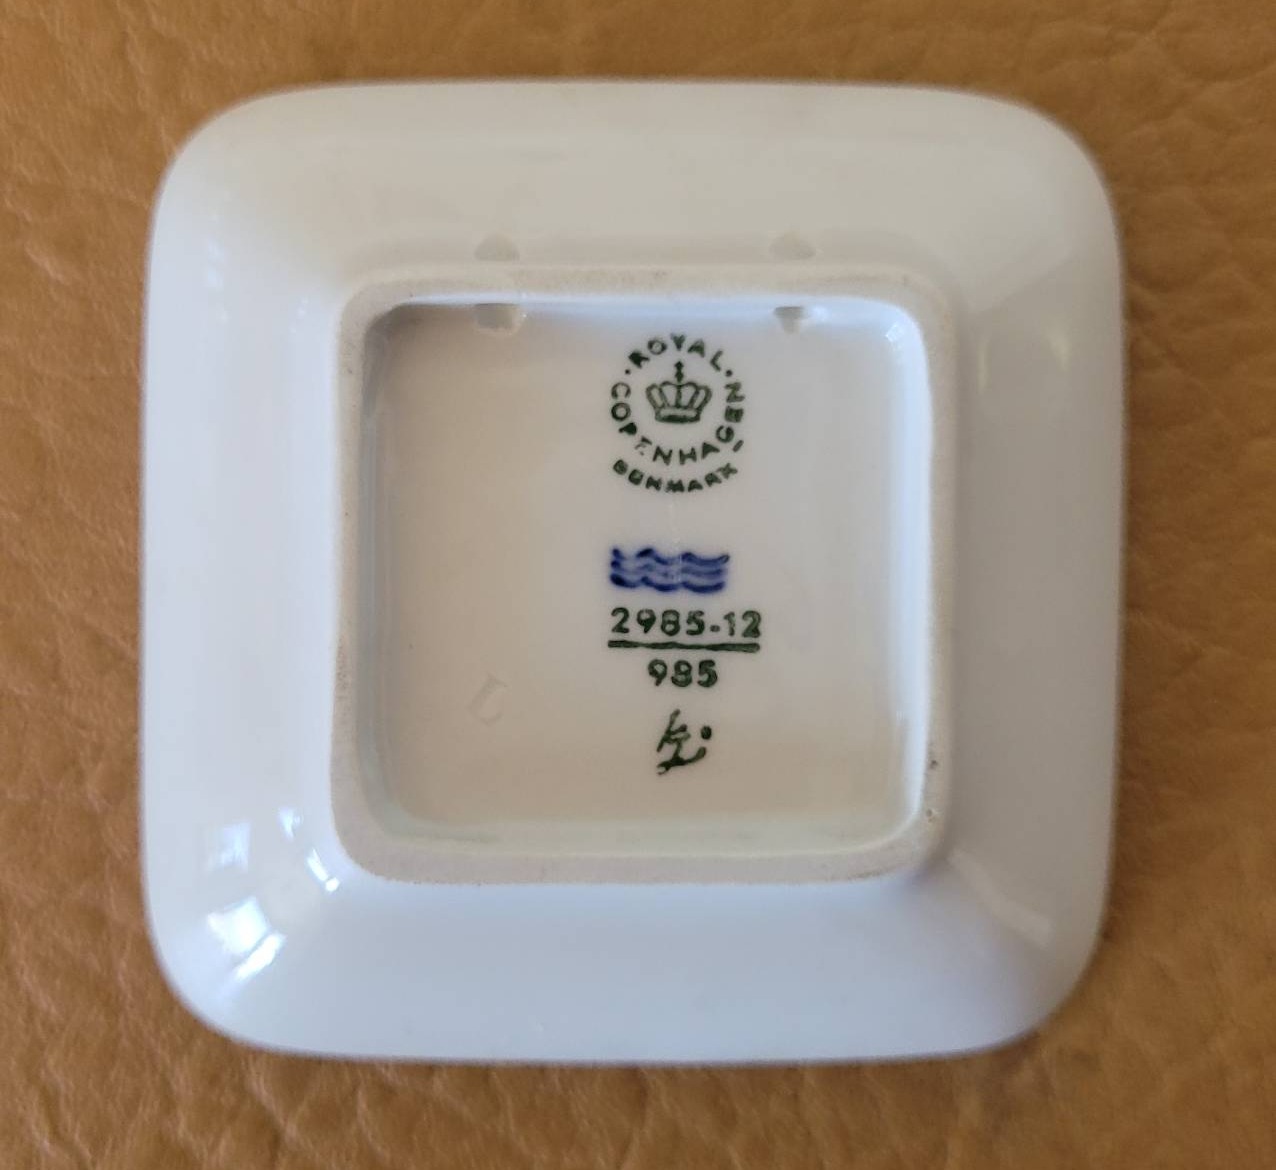 ROYAL
COPENHAGEN
DENMARK
2985-12
985